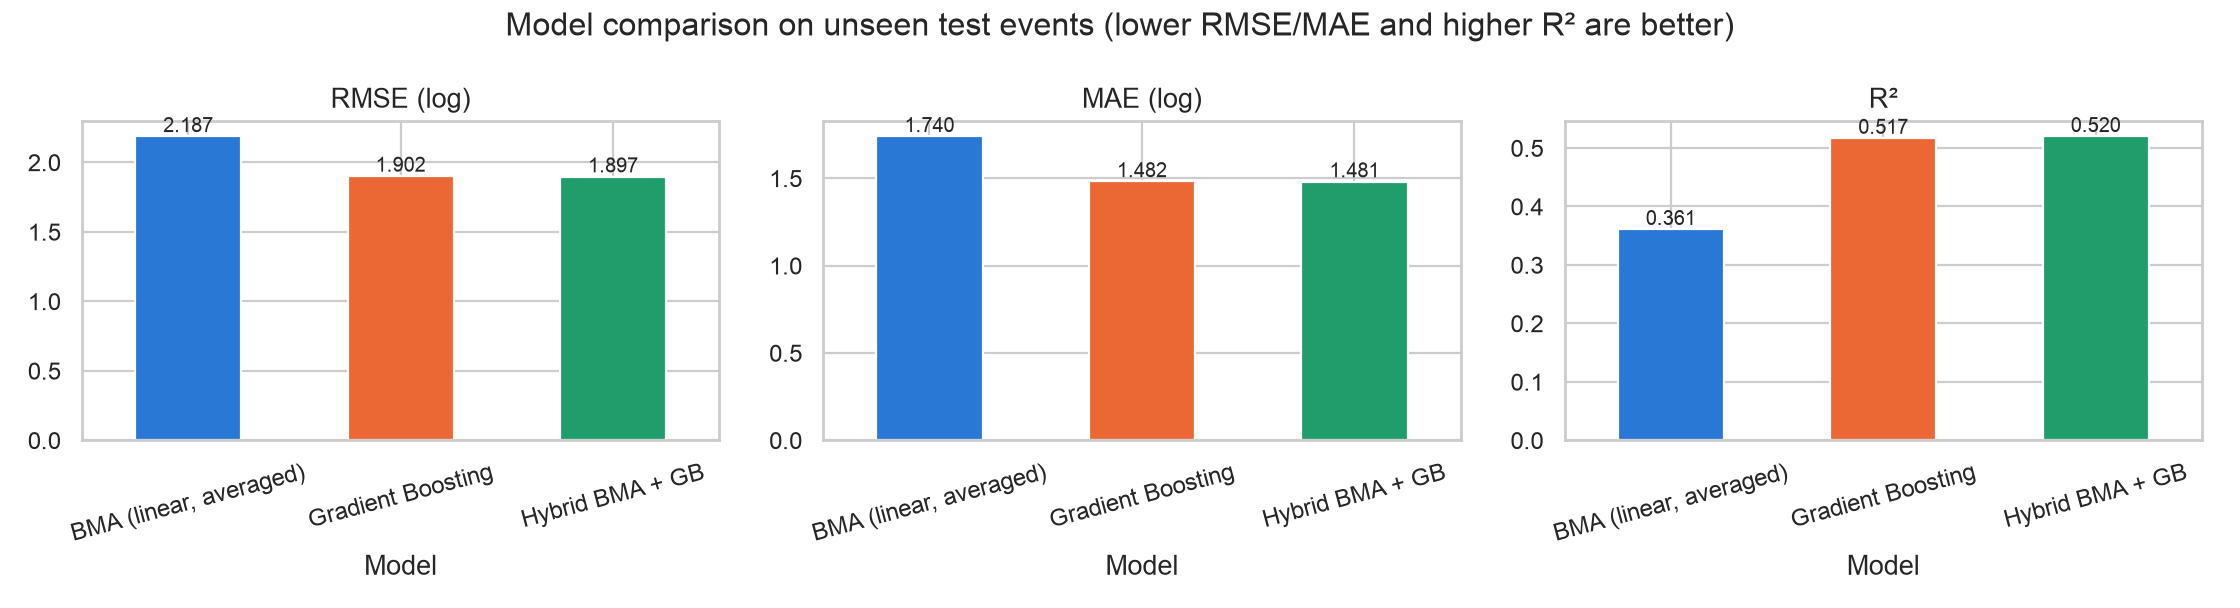 Model comparison on unseen test events (lower RMSE/MAE and higher R² are better)
RMSE (log)
2.187
1.902
1.897
2.0
1.5
1.0
0.5
0.0
BMA (linear, averaged)
Gradient Boosting
Hybrid BMA + GB
Model
MAE (log)
1.740
1.482
1.481
1.5
1.0
0.5
0.0
BMA (linear, averaged)
Gradient Boosting
Hybrid BMA + GB
Model
R²
0.361
0.517
0.520
0.5
0.4
0.3
0.2
0.1
0.0
BMA (linear, averaged)
Gradient Boosting
Hybrid BMA + GB
Model